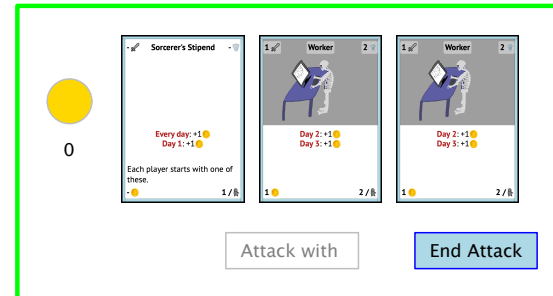 0
- Sorcerer's Stipend -
Every day: +1
Day 1: +1
Each player starts with one of
these.
- 1 /
1 Worker 2
Day 2: +1
Day 3: +1
1 2 /
1 Worker 2
Day 2: +1
Day 3: +1
1 2 /
Attack with
End Attack